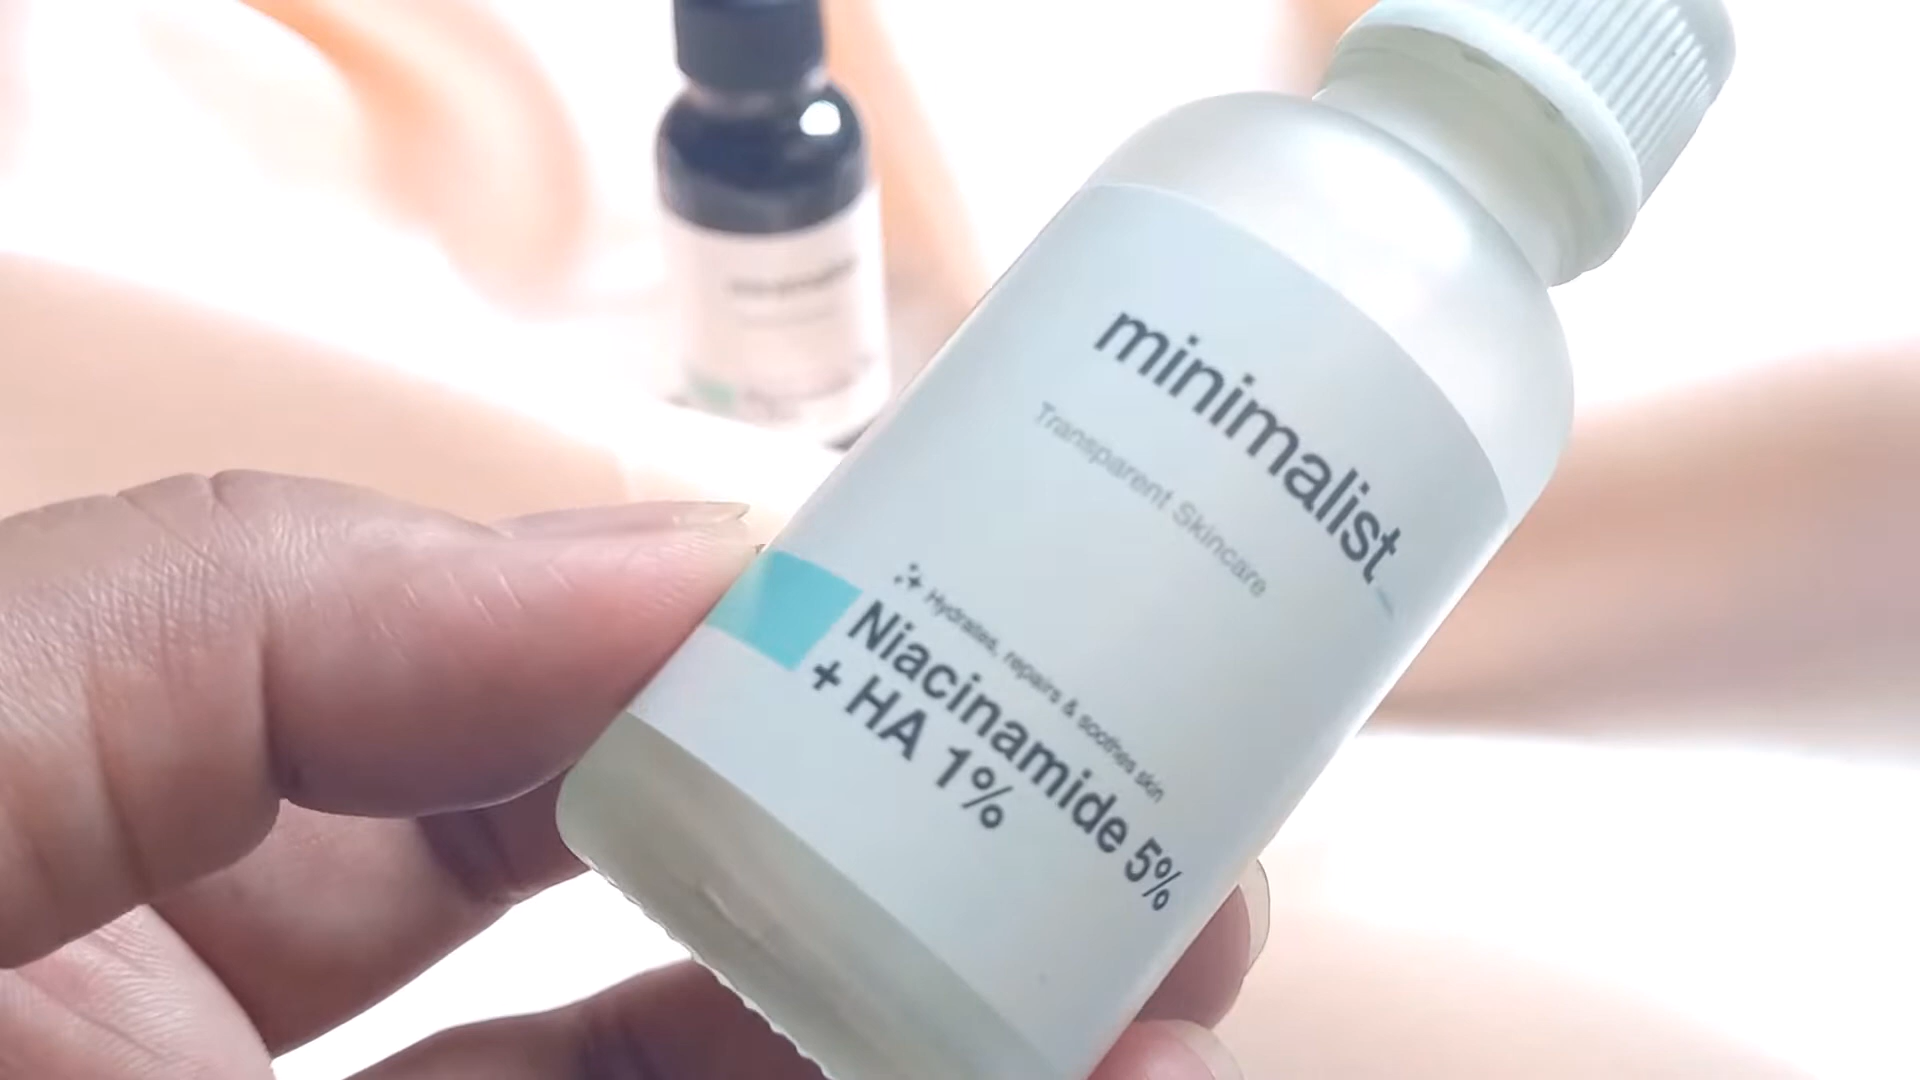 minimalist
Transparent Skincare
Hydrates, repairs & soothes skin
Niacinamide 5%
+ HA 1%